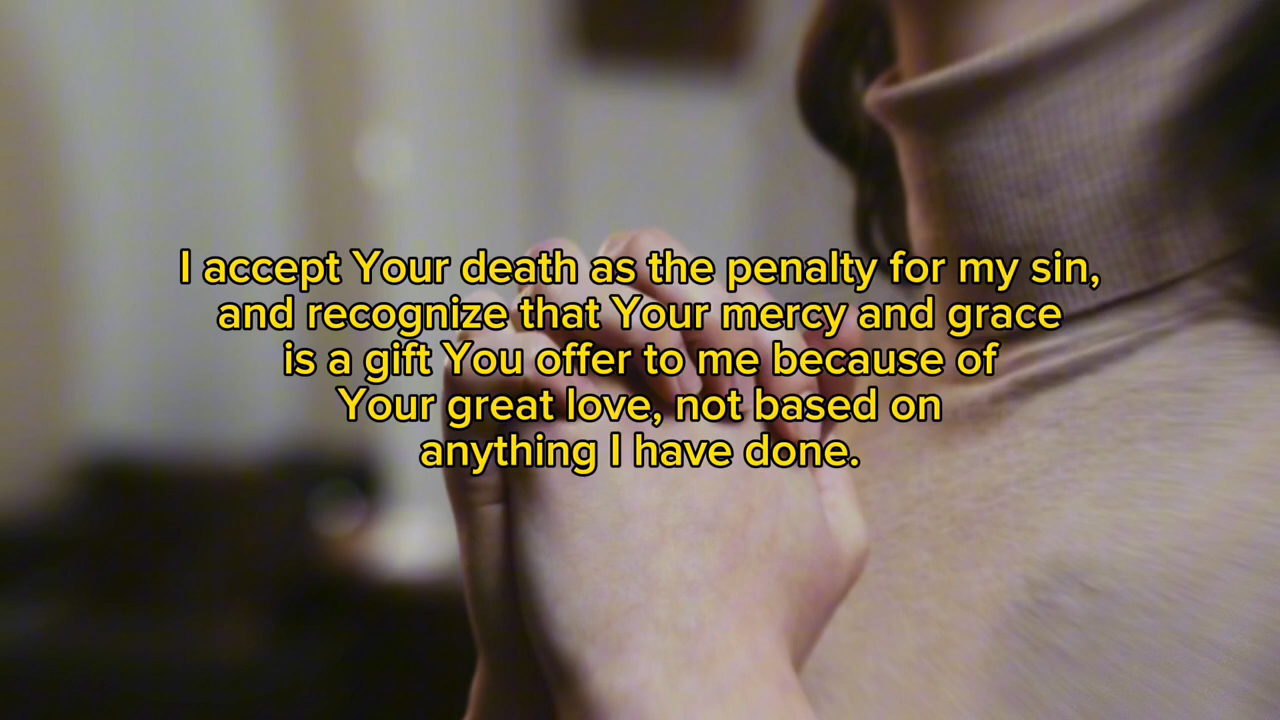 I accept Your death as the penalty for my sin,
and recognize that Your mercy and grace
is a gift You offer to me because of
Your great love, not based on
anything I have done.